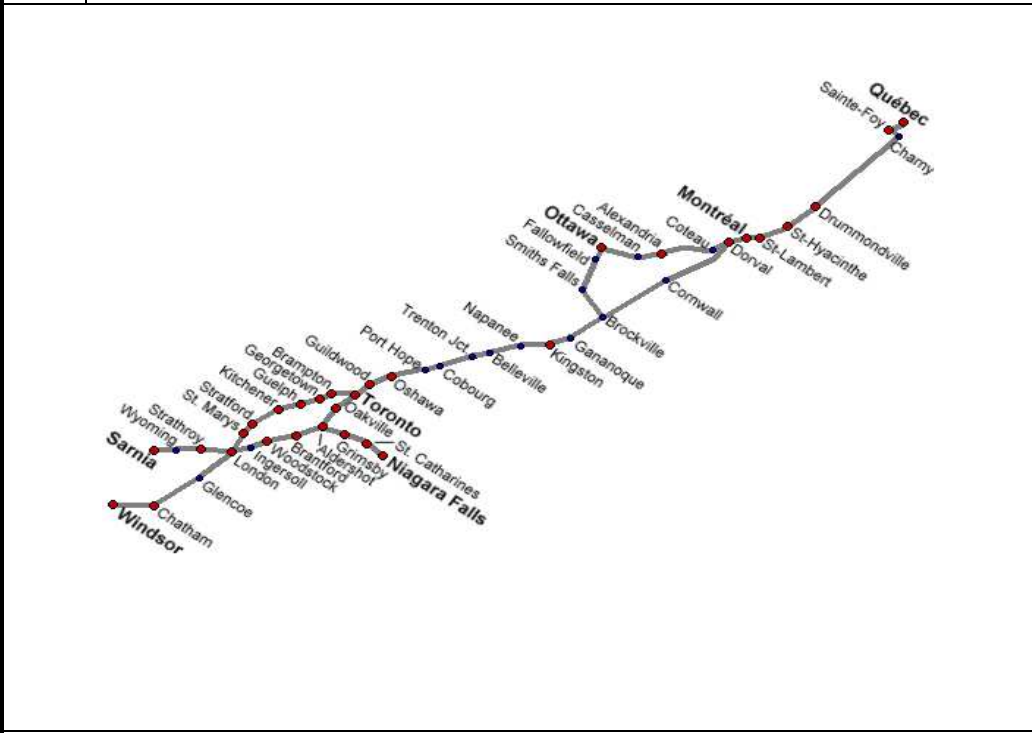 Québec
Sainte-Foy
Charny
Drummondville
St-Hyacinthe
St-Lambert
Montréal
Dorval
Coteau
Alexandria
Casselman
Ottawa
Fallowfield
Smiths Falls
Cornwall
Brockville
Gananoque
Kingston
Napanee
Belleville
Trenton Jct.
Cobourg
Port Hope
Oshawa
Guildwood
Toronto
Brampton
Georgetown
Guelph
Kitchener
Stratford
St. Marys
Oakville
St. Catharines
Grimsby
Aldershot
Niagara Falls
Brantford
Woodstock
Ingersoll
London
Strathroy
Wyoming
Sarnia
Glencoe
Chatham
Windsor